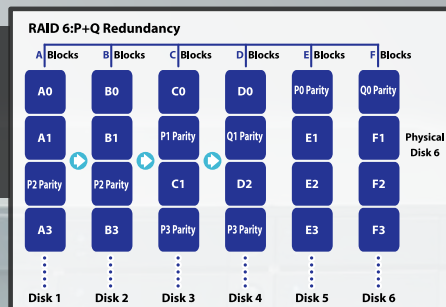 RAID 6:P+Q Redundancy
A Blocks B Blocks C Blocks D Blocks E Blocks F Blocks
A0 B0 C0 D0 P0 Parity Q0 Parity
A1 B1 P1 Parity Q1 Parity E1 F1
Physical
Disk 6
P2 Parity P2 Parity C1 D2 E2 F2
A3 B3 P3 Parity P3 Parity E3 F3
Disk 1 Disk 2 Disk 3 Disk 4 Disk 5 Disk 6